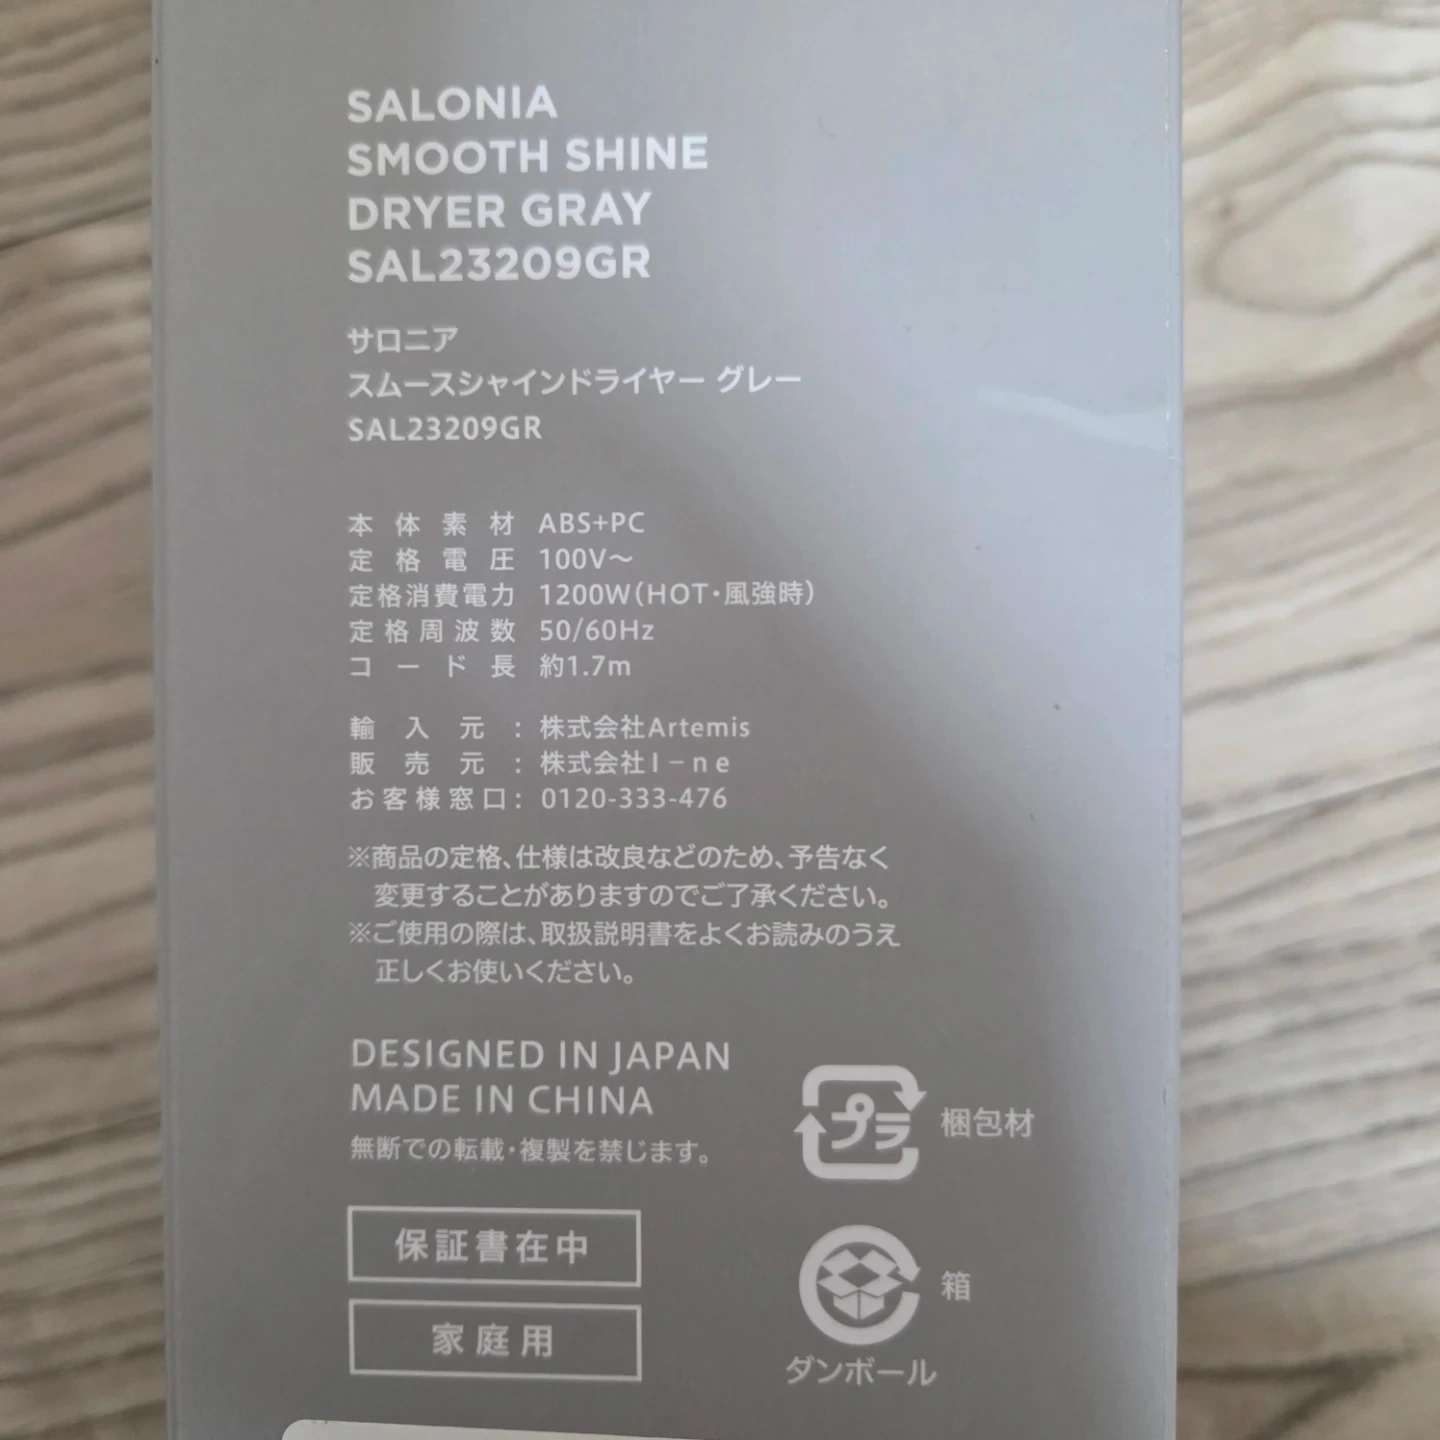 SALONIA
SMOOTH SHINE
DRYER GRAY
SAL23209GR
サロニア
スムースシャインドライヤー グレー
SAL23209GR
本体素材 ABS+PC
定格電圧 100V～
定格消費電力 1200W(HOT・風強時)
定格周波数 50/60Hz
コード長 約1.7m
輸入元：株式会社Artemis
販売元：株式会社I－ne
お客様窓口：0120-333-476
※商品の定格、仕様は改良などのため、予告なく
変更することがありますのでご了承ください。
※ご使用の際は、取扱説明書をよくお読みのうえ
正しくお使いください。
DESIGNED IN JAPAN
MADE IN CHINA
無断での転載・複製を禁じます。
プラ 梱包材
保証書在中
箱
家庭用
ダンボール